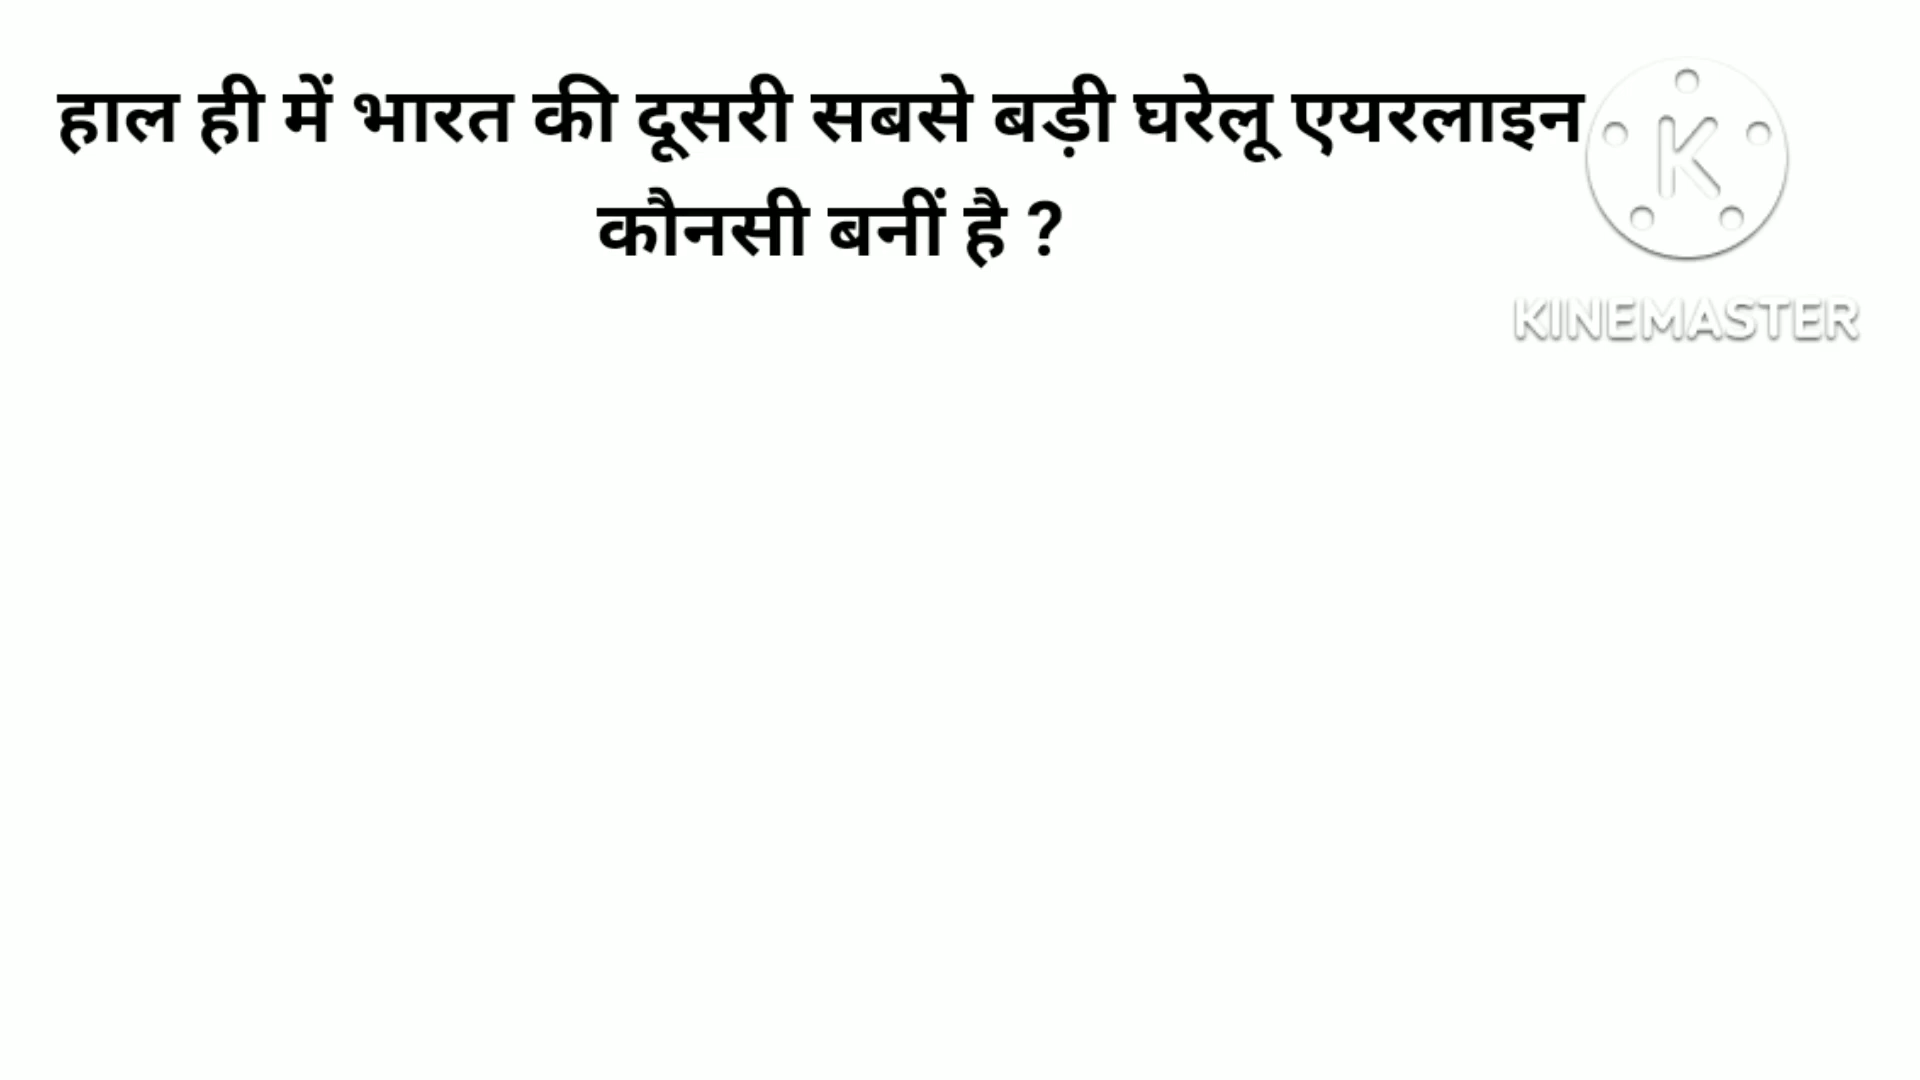 हाल ही में भारत की दूसरी सबसे बड़ी घरेलू एयरलाइन
कौनसी बनीं है ?
K
KINEMASTER